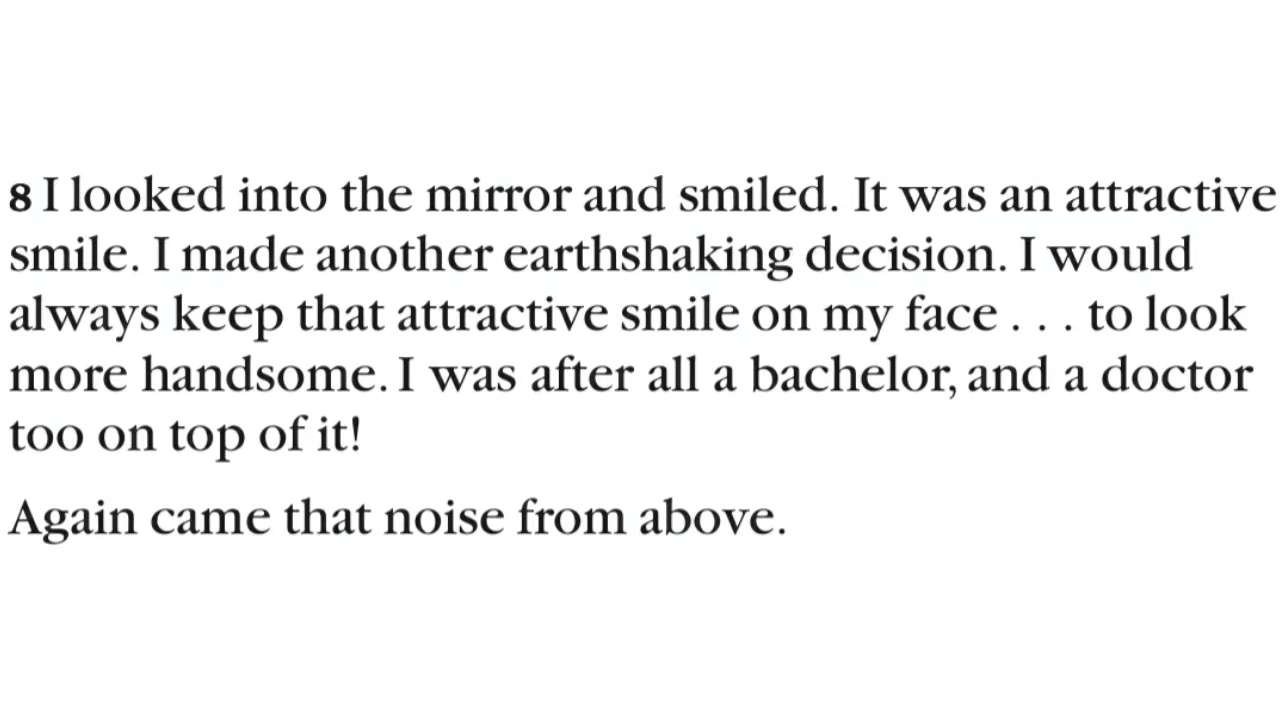 8 I looked into the mirror and smiled. It was an attractive
smile. I made another earthshaking decision. I would
always keep that attractive smile on my face . . . to look
more handsome. I was after all a bachelor, and a doctor
too on top of it!
Again came that noise from above.